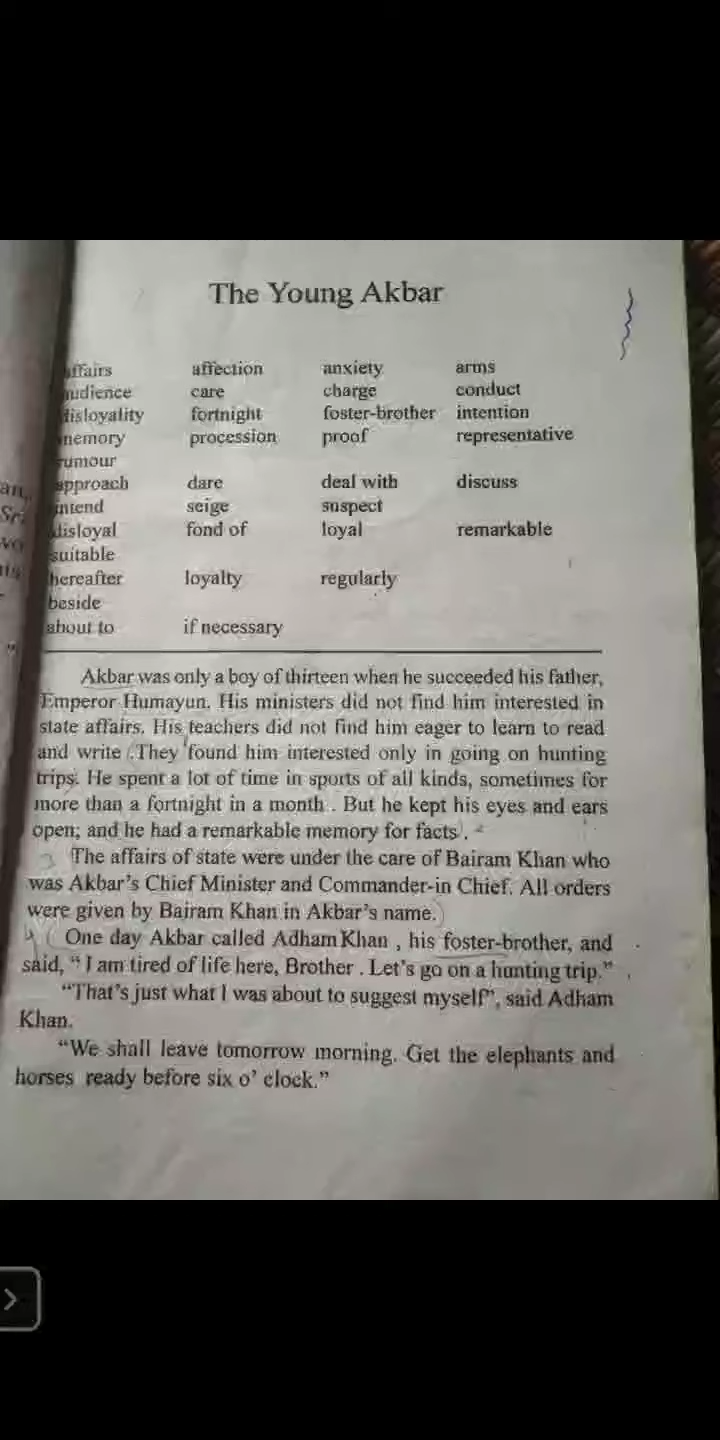 The Young Akbar
affairs affection anxiety arms
audience care charge conduct
disloyality fortnight foster-brother intention
memory procession proof representative
rumour
approach dare deal with discuss
intend seige suspect
disloyal fond of loyal remarkable
suitable
hereafter loyalty regularly
beside
about to if necessary
Akbar was only a boy of thirteen when he succeeded his father,
Emperor Humayun. His ministers did not find him interested in
state affairs. His teachers did not find him eager to learn to read
and write .They found him interested only in going on hunting
trips. He spent a lot of time in sports of all kinds, sometimes for
more than a fortnight in a month . But he kept his eyes and ears
open; and he had a remarkable memory for facts .
The affairs of state were under the care of Bairam Khan who
was Akbar's Chief Minister and Commander-in Chief. All orders
were given by Bairam Khan in Akbar's name.
One day Akbar called Adham Khan , his foster-brother, and
said, “ I am tired of life here, Brother . Let's go on a hunting trip.”
“That's just what I was about to suggest myself”, said Adham
Khan.
“We shall leave tomorrow morning. Get the elephants and
horses ready before six o' clock.”